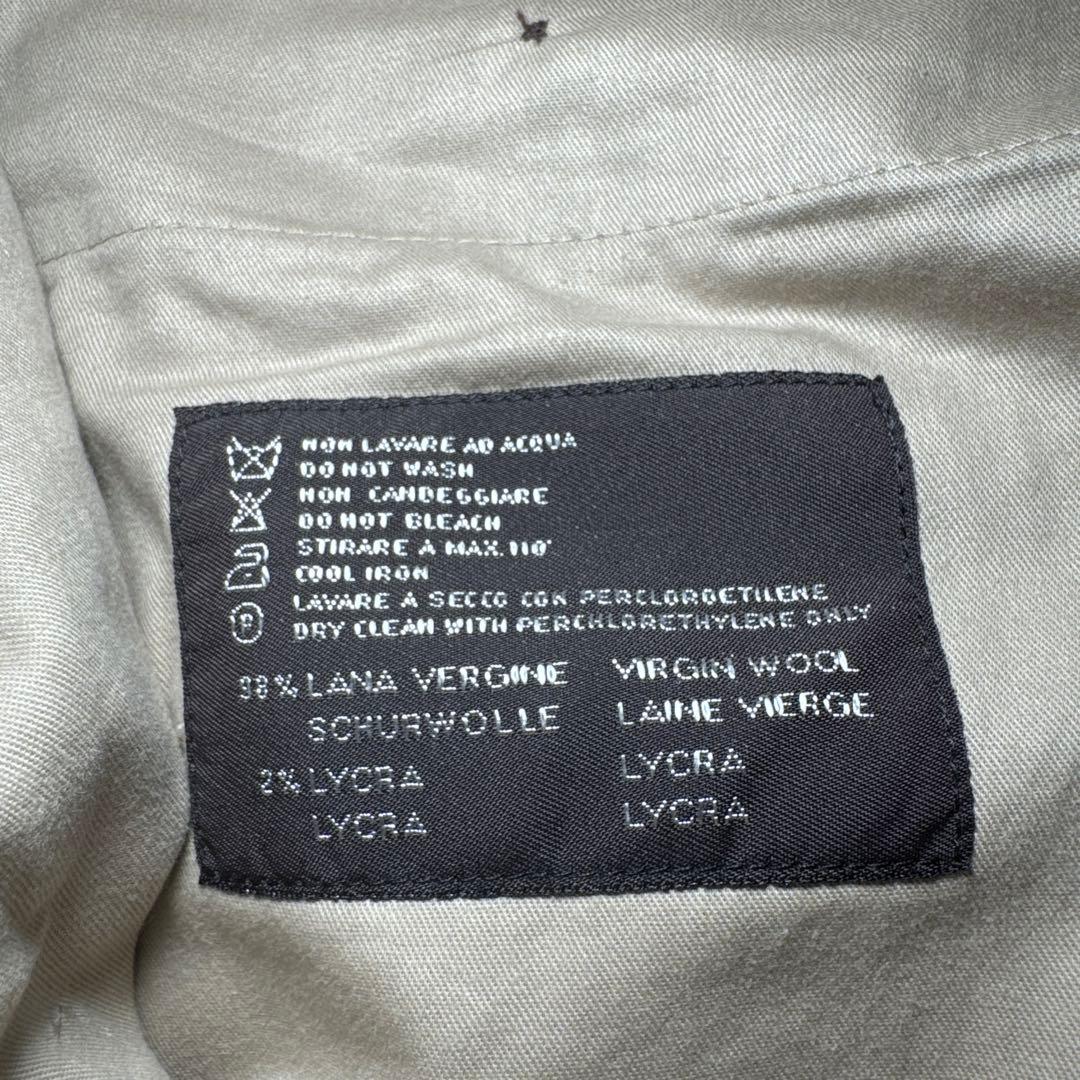 NON LAVARE AD ACQUA
DO NOT WASH
NON CANDEGGIARE
DO NOT BLEACH
STIRARE A MAX. 110°
COOL IRON
LAVARE A SECCO CON PERCLOROETILENE
P
DRY CLEAN WITH PERCHLORETHYLENE ONLY
98% LANA VERGINE VIRGIN WOOL
SCHURWOLLE LAINE VIERGE
2% LYCRA LYCRA
LYCRA LYCRA